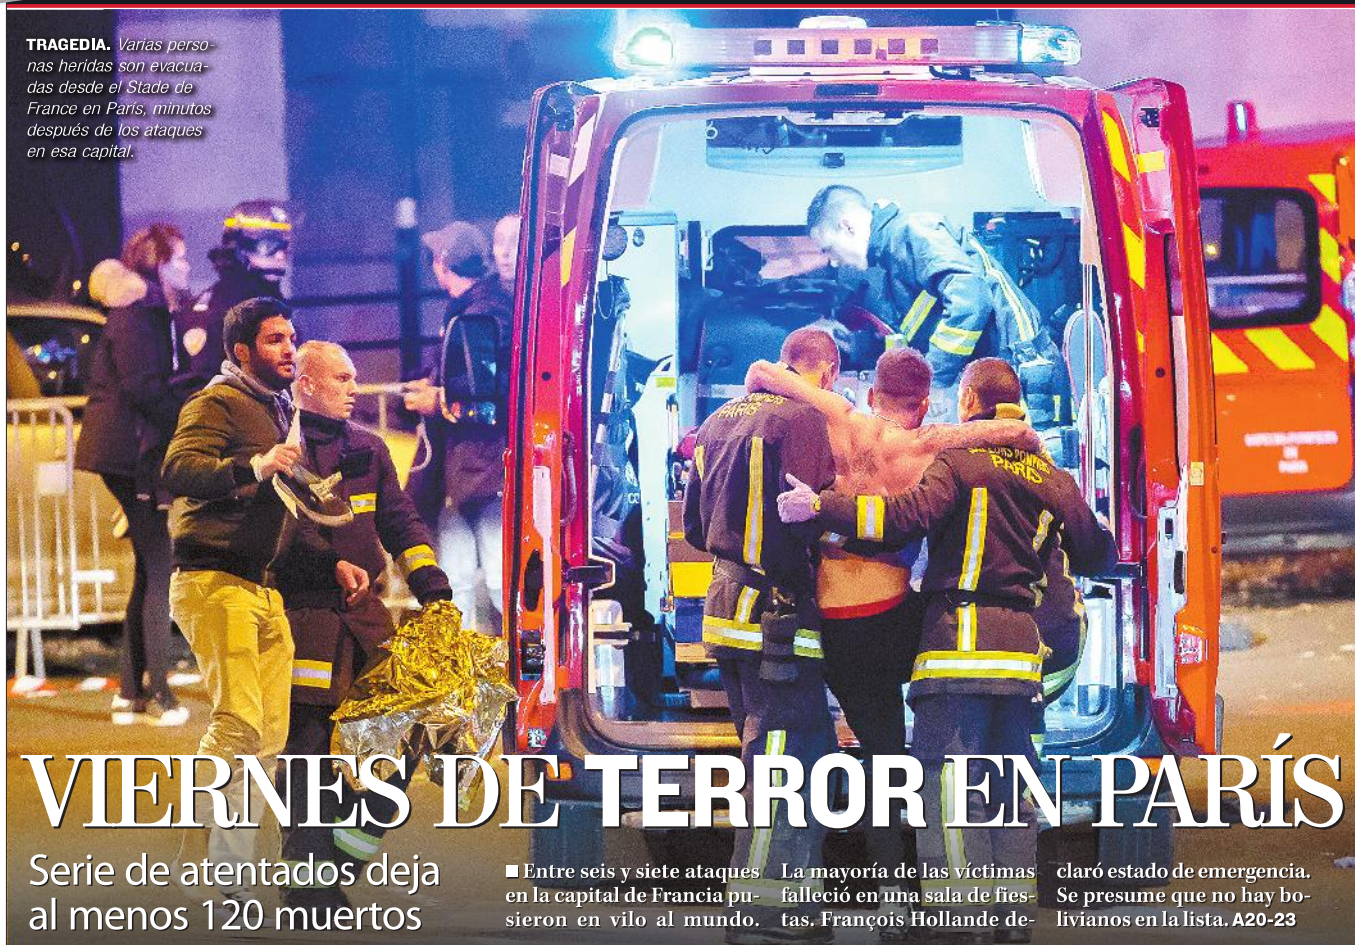 TRAGEDIA. Varias perso-
nas heridas son evacua-
das desde el Stade de
France en París, minutos
después de los ataques
en esa capital.
POMPIERS
PARIS
POMPIERS
PARIS
VIERNES DE TERROR EN PARÍS
Serie de atentados deja
al menos 120 muertos
■ Entre seis y siete ataques
en la capital de Francia pu-
sieron en vilo al mundo.
La mayoría de las víctimas
falleció en una sala de fies-
tas. François Hollande de-
claró estado de emergencia.
Se presume que no hay bo-
livianos en la lista. A20-23